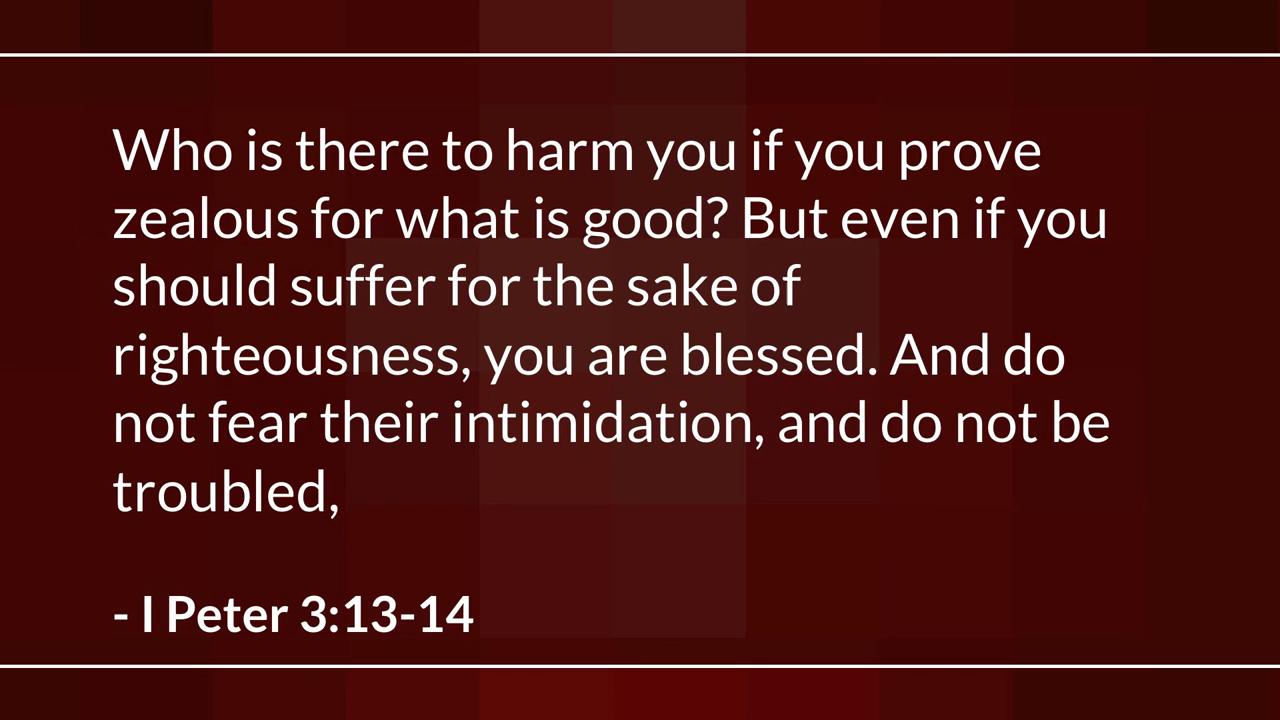 Who is there to harm you if you prove
zealous for what is good? But even if you
should suffer for the sake of
righteousness, you are blessed. And do
not fear their intimidation, and do not be
troubled,
- I Peter 3:13-14